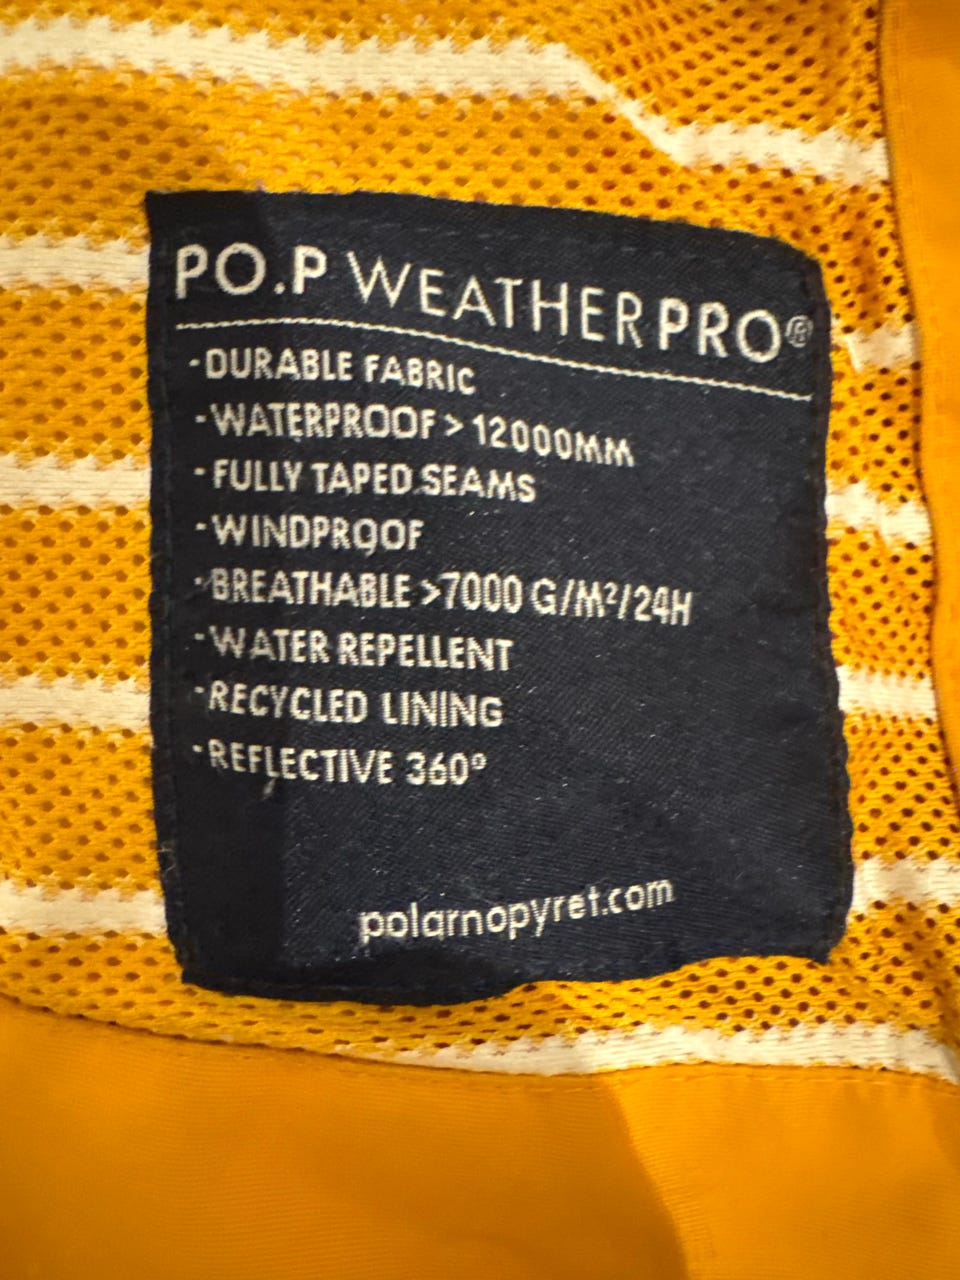 PO.P WEATHERPRO®
-DURABLE FABRIC
-WATERPROOF > 12000MM
-FULLY TAPED SEAMS
-WINDPROOF
-BREATHABLE >7000 G/M²/24H
-WATER REPELLENT
-RECYCLED LINING
-REFLECTIVE 360°
polarnopyret.com